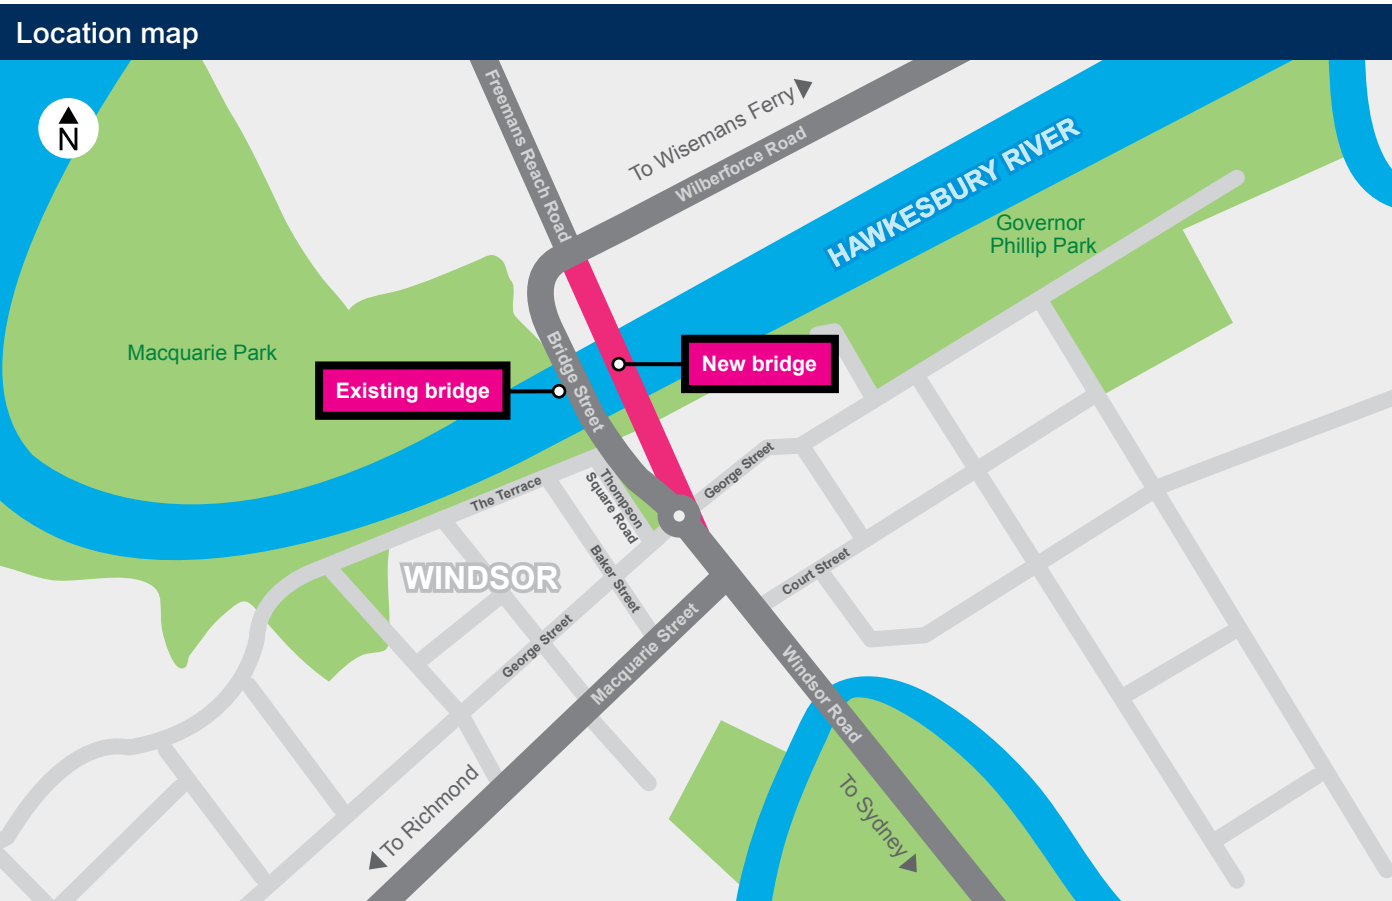 Location map
N
Freemans Reach Road
To Wisemans Ferry
Wilberforce Road
HAWKESBURY RIVER
Governor
Phillip Park
Macquarie Park
Existing bridge
Bridge Street
New bridge
George Street
The Terrace
Thompson
Square Road
WINDSOR
Baker Street
Court Street
George Street
Macquarie Street
Windsor Road
To Richmond
To Sydney